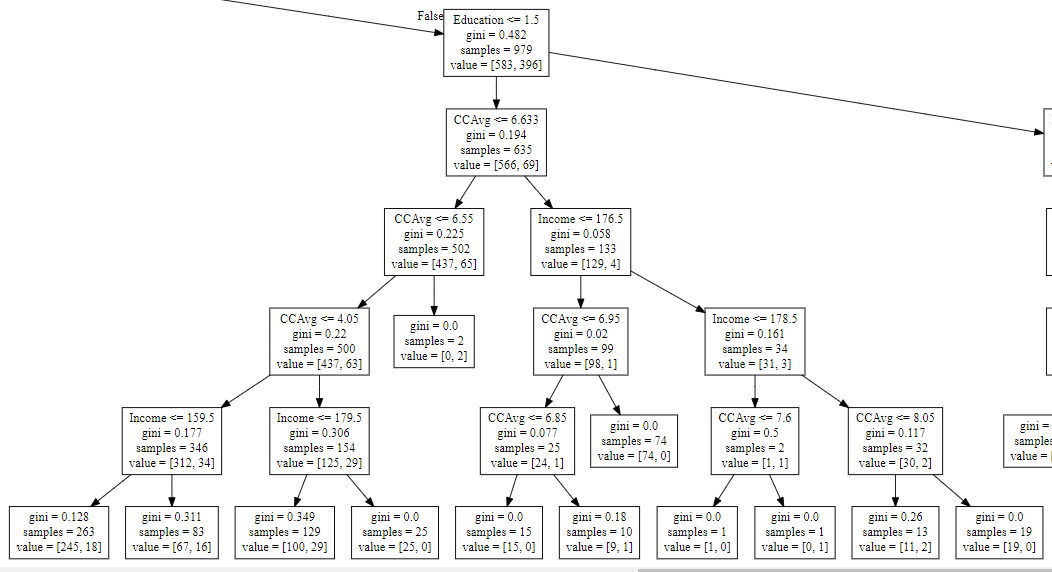 False
Education <= 1.5
gini = 0.482
samples = 979
value = [583, 396]
CCAvg <= 6.633
gini = 0.194
samples = 635
value = [566, 69]
CCAvg <= 6.55
gini = 0.225
samples = 502
value = [437, 65]
Income <= 176.5
gini = 0.058
samples = 133
value = [129, 4]
CCAvg <= 4.05
gini = 0.22
samples = 500
value = [437, 63]
gini = 0.0
samples = 2
value = [0, 2]
CCAvg <= 6.95
gini = 0.02
samples = 99
value = [98, 1]
Income <= 178.5
gini = 0.161
samples = 34
value = [31, 3]
Income <= 159.5
gini = 0.177
samples = 346
value = [312, 34]
Income <= 179.5
gini = 0.306
samples = 154
value = [125, 29]
CCAvg <= 6.85
gini = 0.077
samples = 25
value = [24, 1]
gini = 0.0
samples = 74
value = [74, 0]
CCAvg <= 7.6
gini = 0.5
samples = 2
value = [1, 1]
CCAvg <= 8.05
gini = 0.117
samples = 32
value = [30, 2]
gini =
samples
value = [
gini = 0.128
samples = 263
value = [245, 18]
gini = 0.311
samples = 83
value = [67, 16]
gini = 0.349
samples = 129
value = [100, 29]
gini = 0.0
samples = 25
value = [25, 0]
gini = 0.0
samples = 15
value = [15, 0]
gini = 0.18
samples = 10
value = [9, 1]
gini = 0.0
samples = 1
value = [1, 0]
gini = 0.0
samples = 1
value = [0, 1]
gini = 0.26
samples = 13
value = [11, 2]
gini = 0.0
samples = 19
value = [19, 0]